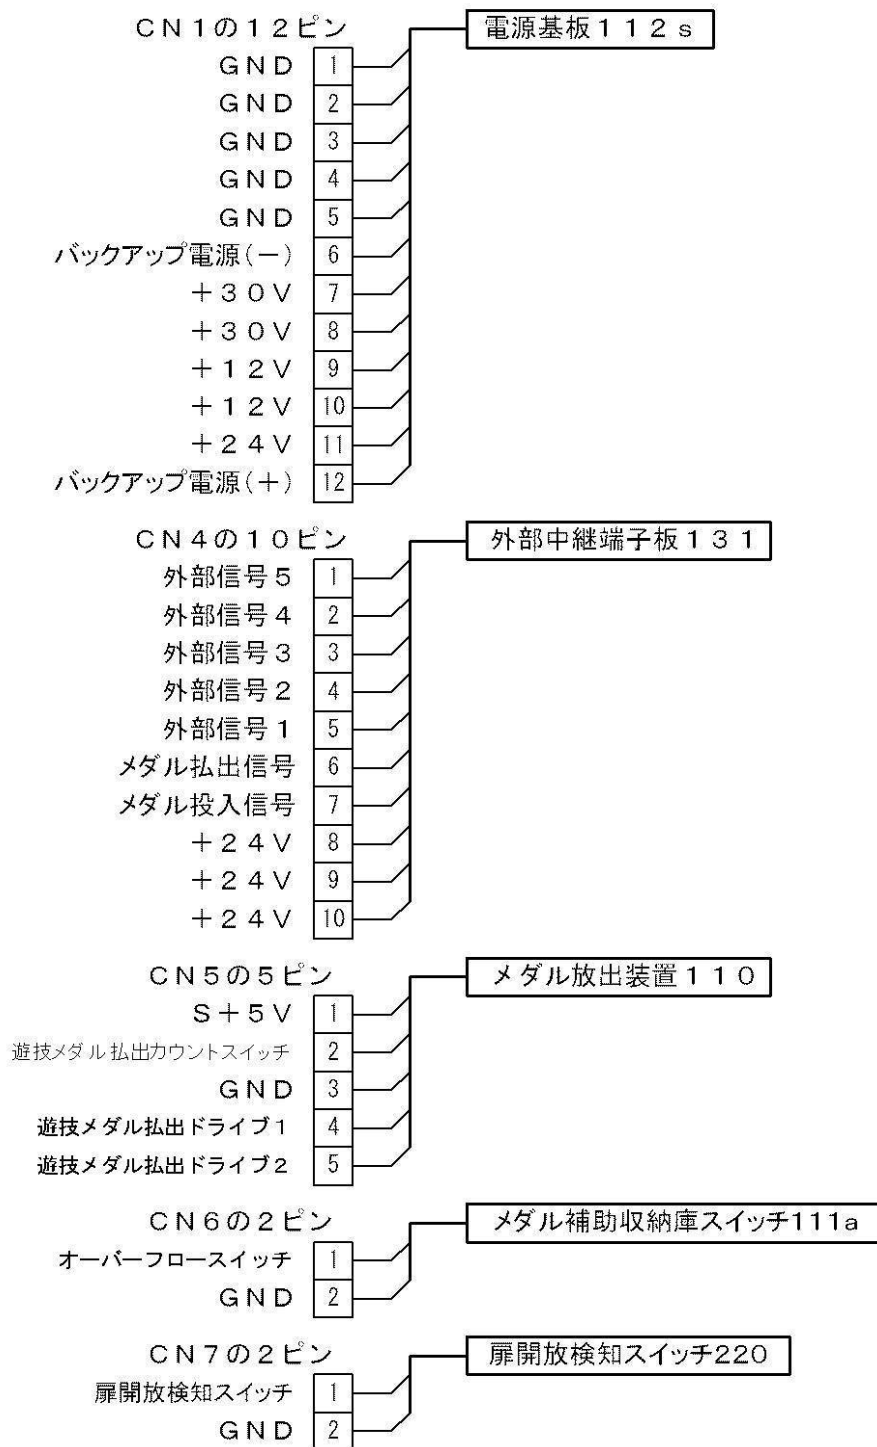 CN1の12ピン 電源基板112s
GND 1
GND 2
GND 3
GND 4
GND 5
バックアップ電源(-) 6
+30V 7
+30V 8
+12V 9
+12V 10
+24V 11
バックアップ電源(+) 12
CN4の10ピン 外部中継端子板131
外部信号5 1
外部信号4 2
外部信号3 3
外部信号2 4
外部信号1 5
メダル払出信号 6
メダル投入信号 7
+24V 8
+24V 9
+24V 10
CN5の5ピン メダル放出装置110
S+5V 1
遊技メダル払出カウントスイッチ 2
GND 3
遊技メダル払出ドライブ1 4
遊技メダル払出ドライブ2 5
CN6の2ピン メダル補助収納庫スイッチ111a
オーバーフロースイッチ 1
GND 2
CN7の2ピン 扉開放検知スイッチ220
扉開放検知スイッチ 1
GND 2